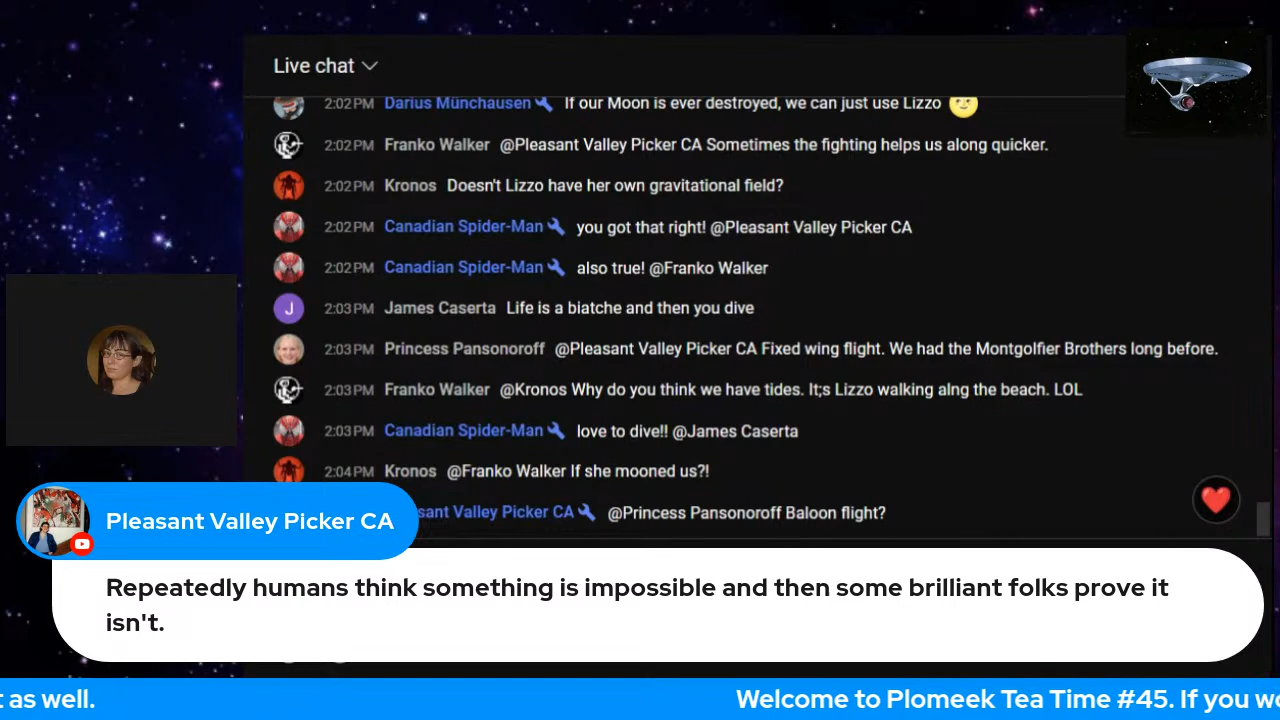 Live chat
2:02 PM Darius Münchausen If our Moon is ever destroyed, we can just use Lizzo
2:02 PM Franko Walker @Pleasant Valley Picker CA Sometimes the fighting helps us along quicker.
2:02 PM Kronos Doesn't Lizzo have her own gravitational field?
2:02 PM Canadian Spider-Man you got that right! @Pleasant Valley Picker CA
2:02 PM Canadian Spider-Man also true! @Franko Walker
J 2:03 PM James Caserta Life is a biatche and then you dive
2:03 PM Princess Pansonoroff @Pleasant Valley Picker CA Fixed wing flight. We had the Montgolfier Brothers long before.
2:03 PM Franko Walker @Kronos Why do you think we have tides. It;s Lizzo walking alng the beach. LOL
2:03 PM Canadian Spider-Man love to dive!! @James Caserta
2:04 PM Kronos @Franko Walker If she mooned us?!
sant Valley Picker CA @Princess Pansonoroff Baloon flight?
Pleasant Valley Picker CA
Repeatedly humans think something is impossible and then some brilliant folks prove it
isn't.
t as well. Welcome to Plomeek Tea Time #45. If you wo